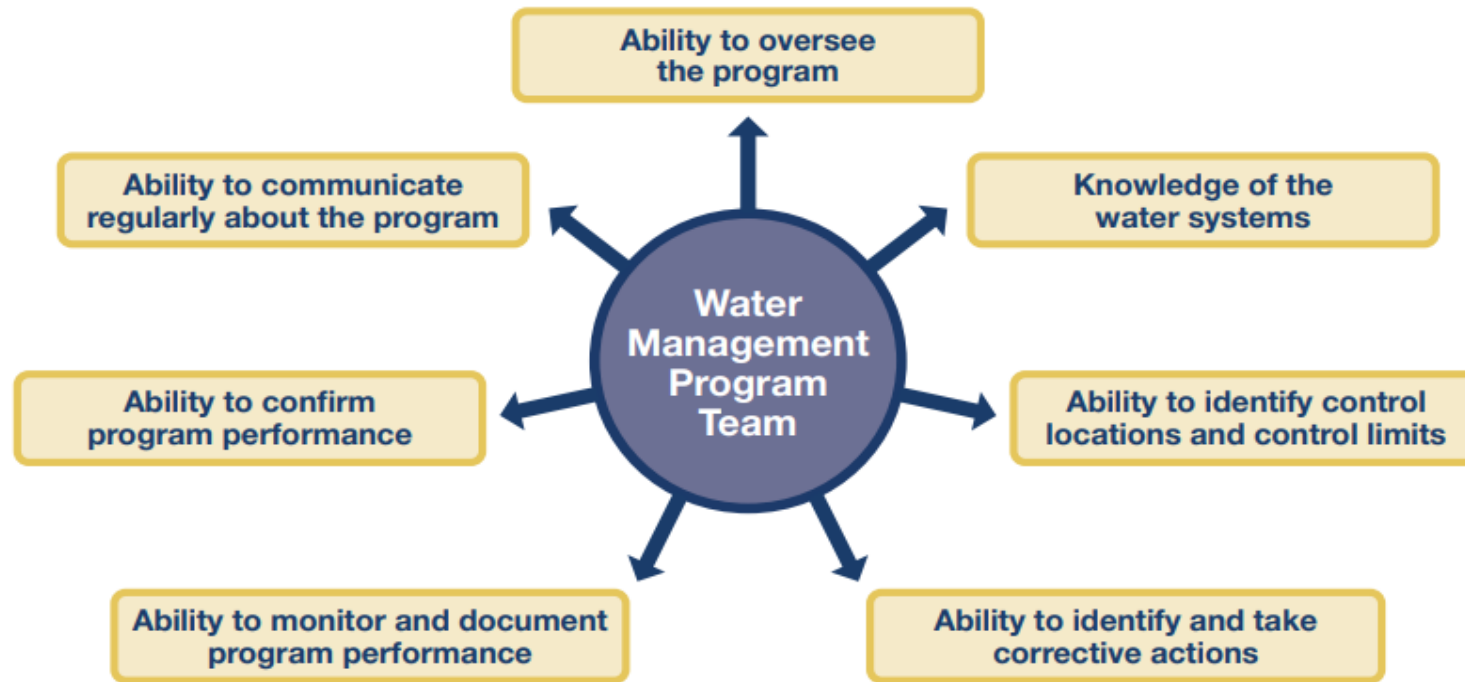 Ability to oversee
the program
Knowledge of the
water systems
Ability to identify control
locations and control limits
Ability to identify and take
corrective actions
Ability to monitor and document
program performance
Ability to confirm
program performance
Ability to communicate
regularly about the program
Water
Management
Program
Team